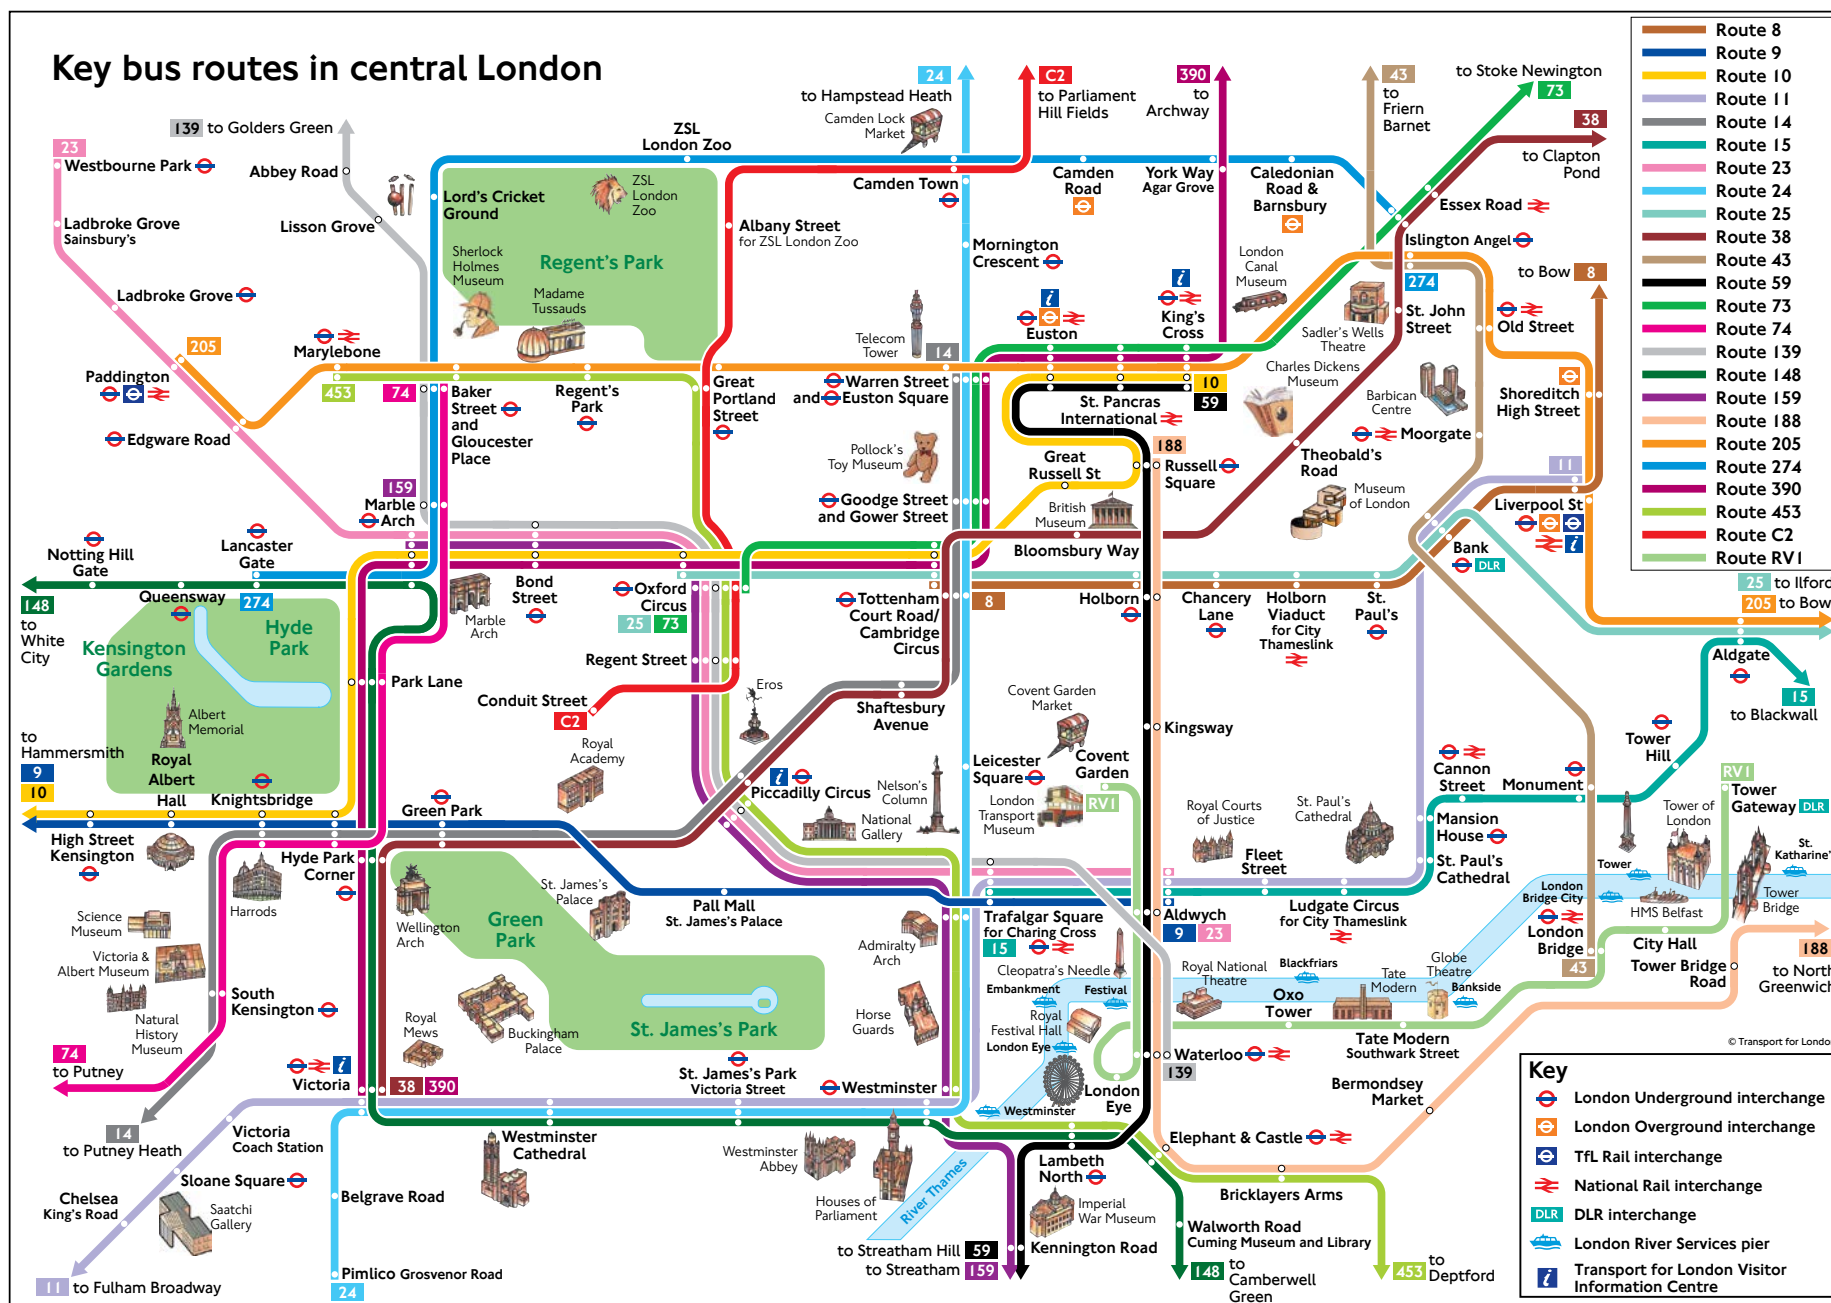 Key bus routes in central London
Route 8
Route 9
Route 10
Route 11
Route 14
Route 15
Route 23
Route 24
Route 25
Route 38
Route 43
Route 59
Route 73
Route 74
Route 139
Route 148
Route 159
Route 188
Route 205
Route 274
Route 390
Route 453
Route C2
Route RV1
24
to Hampstead Heath
Camden Lock
Market
C2
to Parliament
Hill Fields
390
to
Archway
43
to
Friern
Barnet
to Stoke Newington
73
38
to Clapton
Pond
139 to Golders Green
Abbey Road
Lisson Grove
23
Westbourne Park
Ladbroke Grove
Sainsbury's
Ladbroke Grove
205
Marylebone
Paddington
Edgware Road
453
74
ZSL
London Zoo
Lord's Cricket
Ground
ZSL
London
Zoo
Sherlock
Holmes
Museum
Regent's Park
Madame
Tussauds
Albany Street
for ZSL London Zoo
Camden Town
Camden
Road
York Way
Agar Grove
Caledonian
Road &
Barnsbury
Essex Road
Islington Angel
274
to Bow 8
Mornington
Crescent
London
Canal
Museum
Euston
King's
Cross
Sadler's Wells
Theatre
St. John
Street
Old Street
Telecom
Tower
14
Baker
Street
and
Gloucester
Place
Regent's
Park
Great
Portland
Street
Warren Street
and Euston Square
St. Pancras
International
10
59
Charles Dickens
Museum
Barbican
Centre
Shoreditch
High Street
Moorgate
Theobald's
Road
Pollock's
Toy Museum
Great
Russell St
188
Russell
Square
Museum
of London
11
Liverpool St
159
Marble
Arch
Goodge Street
and Gower Street
British
Museum
Bloomsbury Way
Bank
DLR
Notting Hill
Gate
Lancaster
Gate
Queensway
274
148
to
White
City
Kensington
Gardens
Hyde
Park
Marble
Arch
Bond
Street
Oxford
Circus
25 73
Tottenham
Court Road/
Cambridge
Circus
8
Holborn
Chancery
Lane
Holborn
Viaduct
for City
Thameslink
St.
Paul's
25 to Ilford
205 to Bow
Aldgate
15
to Blackwall
Regent Street
Conduit Street
C2
Park Lane
Eros
Shaftesbury
Avenue
Covent Garden
Market
Kingsway
Albert
Memorial
Royal
Albert
Hall
Knightsbridge
to
Hammersmith
9
10
High Street
Kensington
Royal
Academy
Green Park
Piccadilly Circus
Nelson's
Column
National
Gallery
Leicester
Square
London
Transport
Museum
Covent
Garden
RV1
Royal Courts
of Justice
St. Paul's
Cathedral
Cannon
Street
Monument
Tower
Hill
RV1
Tower
Gateway DLR
Mansion
House
St. Paul's
Cathedral
Tower of
London
St.
Katharine's
Tower
Harrods
Hyde Park
Corner
Wellington
Arch
St. James's
Palace
Green
Park
Pall Mall
St. James's Palace
Admiralty
Arch
Trafalgar Square
for Charing Cross
15
Aldwych
9 23
Fleet
Street
Ludgate Circus
for City Thameslink
London
Bridge City
London
Bridge
43
HMS Belfast
Tower
Bridge
City Hall
Tower Bridge
Road
188
to North
Greenwich
Science
Museum
Victoria &
Albert Museum
Natural
History
Museum
South
Kensington
74
to Putney
14
to Putney Heath
Royal
Mews
Buckingham
Palace
St. James's Park
Horse
Guards
Cleopatra's Needle
Embankment
Festival
Royal
Festival Hall
London Eye
Royal National
Theatre
Blackfriars
Oxo
Tower
Tate
Modern
Globe
Theatre
Bankside
Tate Modern
Southwark Street
Waterloo
139
London
Eye
Bermondsey
Market
© Transport for London
Victoria
38 390
St. James's Park
Victoria Street
Westminster
Westminster
Victoria
Coach Station
Sloane Square
Chelsea
King's Road
Saatchi
Gallery
11 to Fulham Broadway
Belgrave Road
Pimlico Grosvenor Road
24
Westminster
Cathedral
Westminster
Abbey
Houses of
Parliament
River Thames
Lambeth
North
Imperial
War Museum
Kennington Road
to Streatham Hill 59
to Streatham 159
Elephant & Castle
Bricklayers Arms
Walworth Road
Cuming Museum and Library
148 to
Camberwell
Green
453 to
Deptford
Key
London Underground interchange
London Overground interchange
TfL Rail interchange
National Rail interchange
DLR DLR interchange
London River Services pier
i Transport for London Visitor
Information Centre